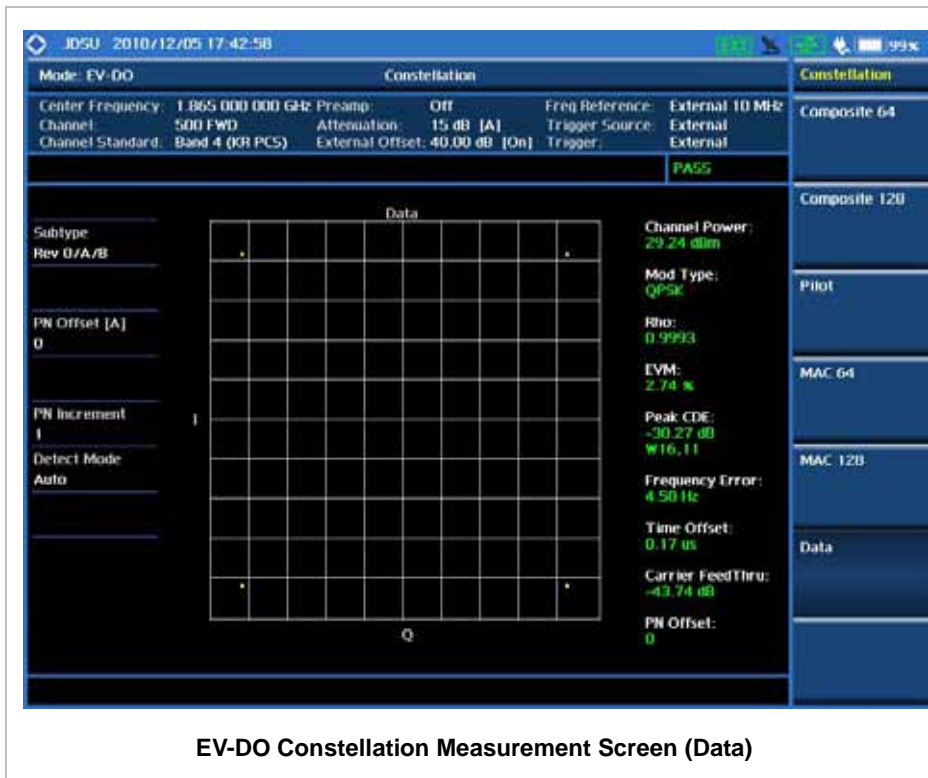 JDSU 2010/12/05 17:42:58
EXT 99%
Mode: EV-DO Constellation
Constellation
Center Frequency: 1.865 000 000 GHz Preamp: Off Freq Reference: External 10 MHz
Channel: 500 FWD Attenuation: 15 dB [A] Trigger Source: External
Channel Standard: Band 4 (KR PCS) External Offset: 40.00 dB [On] Trigger: External
PASS
Subtype
Rev 0/A/B
PN Offset [A]
0
PN Increment
1
Detect Mode
Auto
Data
I
Q
Channel Power:
29.24 dBm
Mod Type:
QPSK
Rho:
0.9993
EVM:
2.74 %
Peak CDE:
-30.27 dB
W16,11
Frequency Error:
4.50 Hz
Time Offset:
0.17 us
Carrier FeedThru:
-43.74 dB
PN Offset:
0
Composite 64
Composite 128
Pilot
MAC 64
MAC 128
Data
EV-DO Constellation Measurement Screen (Data)